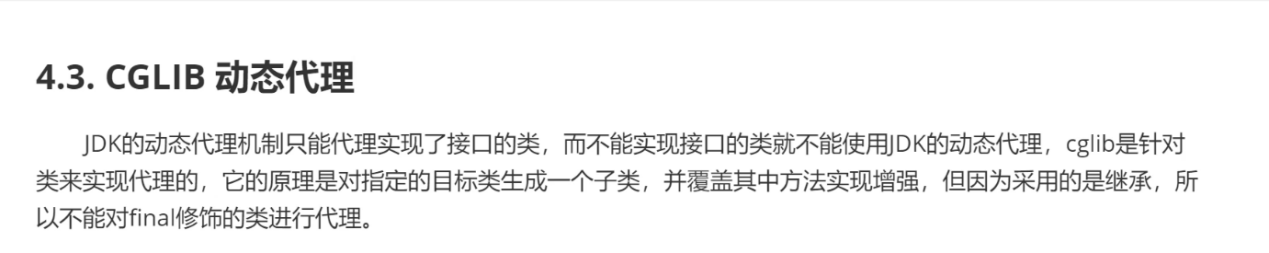 4.3. CGLIB 动态代理
JDK的动态代理机制只能代理实现了接口的类，而不能实现接口的类就不能使用JDK的动态代理，cglib是针对
类来实现代理的，它的原理是对指定的目标类生成一个子类，并覆盖其中方法实现增强，但因为采用的是继承，所
以不能对final修饰的类进行代理。